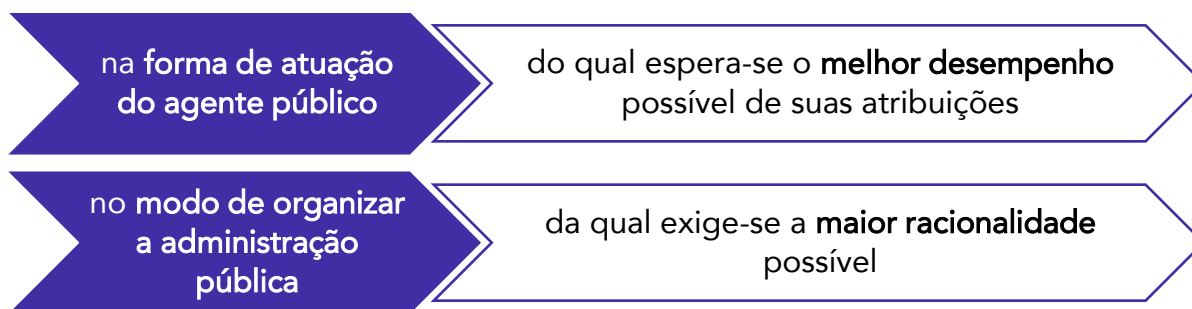 na forma de atuação
do agente público
do qual espera-se o melhor desempenho
possível de suas atribuições
no modo de organizar
a administração
pública
da qual exige-se a maior racionalidade
possível